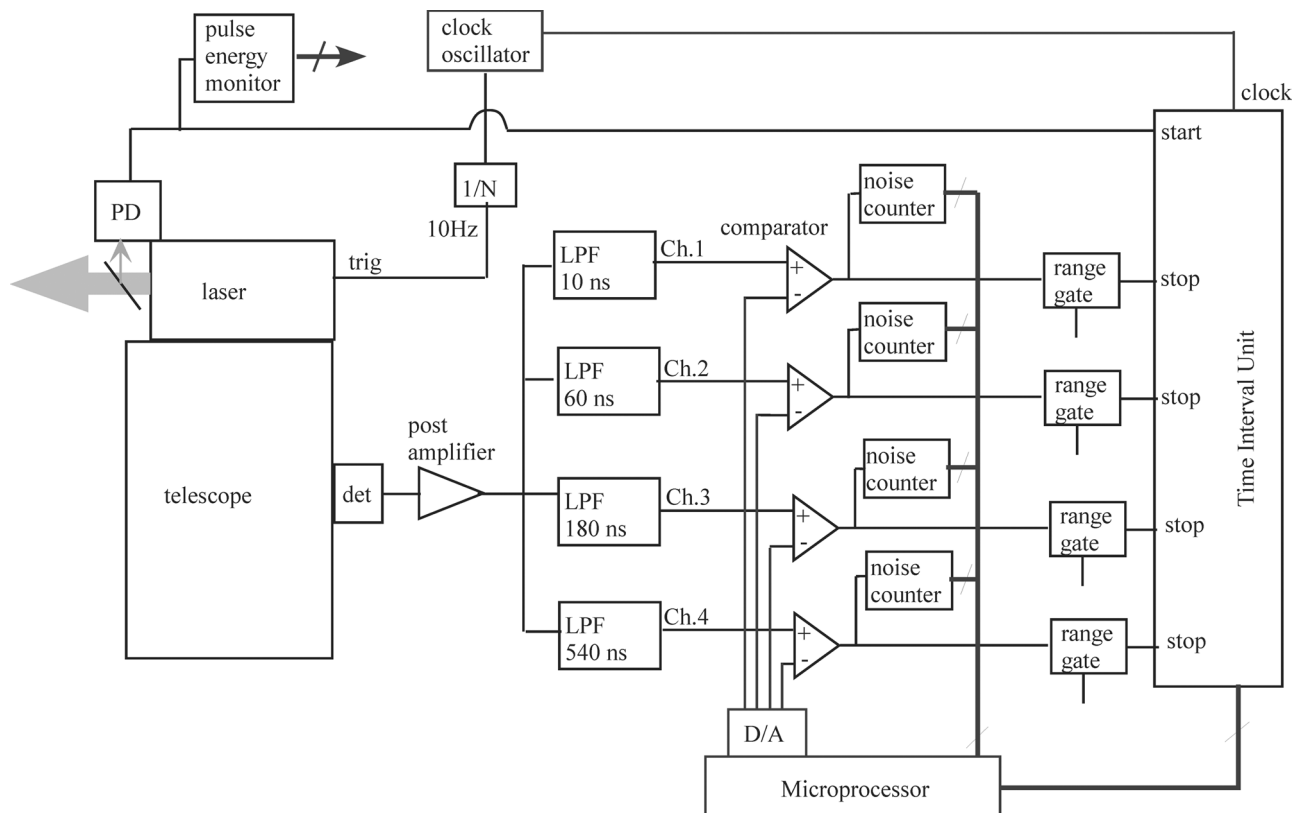 pulse
energy
monitor
clock
oscillator
clock
start
PD
1/N
10Hz
trig
laser
LPF
10 ns
Ch.1
comparator
+
-
noise
counter
range
gate
stop
LPF
60 ns
Ch.2
+
-
noise
counter
range
gate
stop
Time Interval Unit
post
amplifier
telescope
det
LPF
180 ns
Ch.3
+
-
noise
counter
range
gate
stop
LPF
540 ns
Ch.4
+
-
noise
counter
range
gate
stop
D/A
Microprocessor